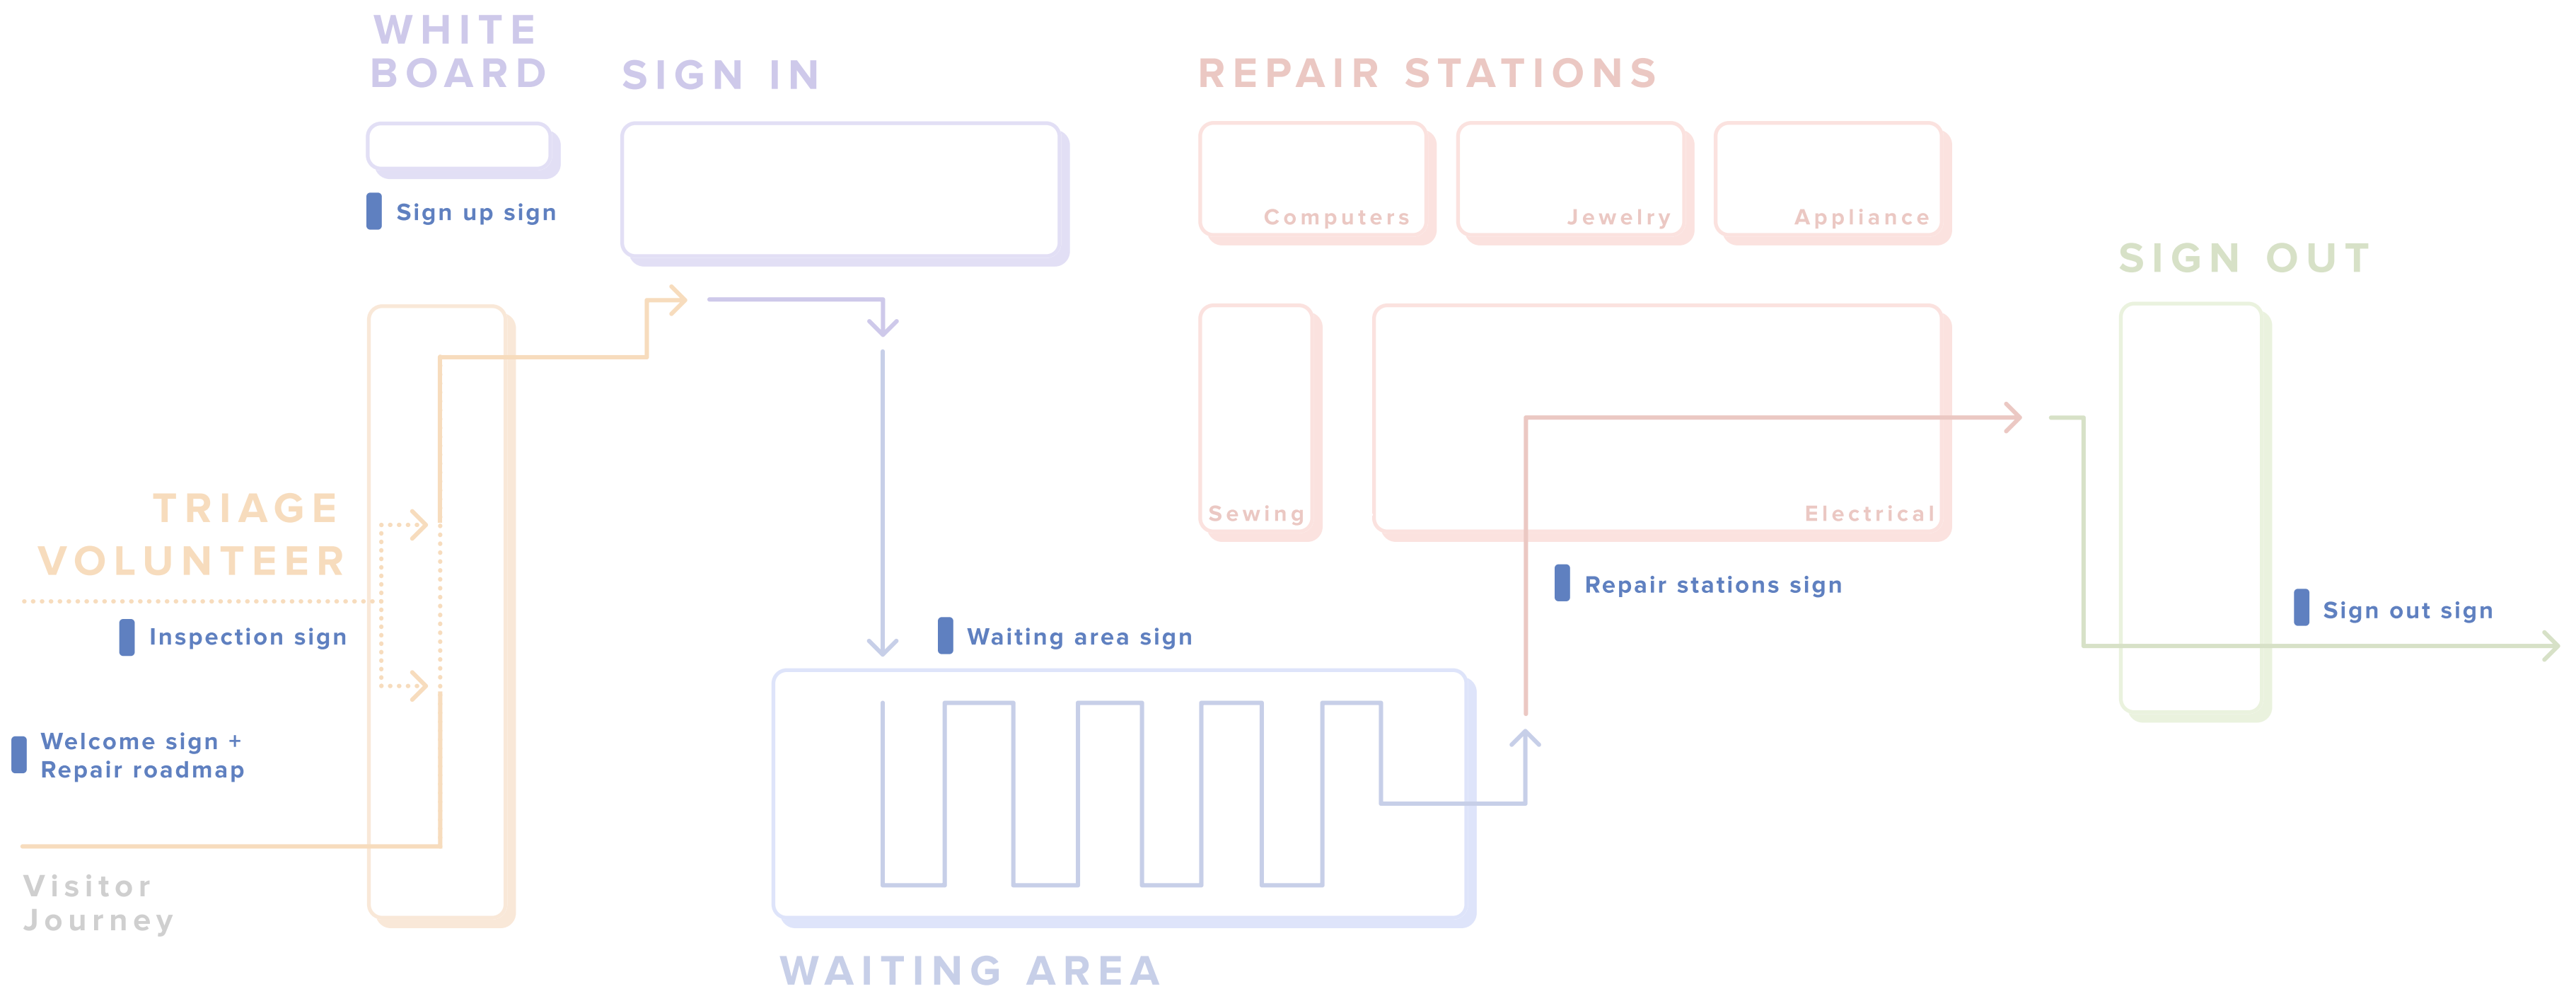 WHITE
BOARD
SIGN IN
REPAIR STATIONS
Sign up sign
Computers
Jewelry
Appliance
SIGN OUT
TRIAGE
VOLUNTEER
Sewing
Electrical
Inspection sign
Waiting area sign
Repair stations sign
Sign out sign
Welcome sign +
Repair roadmap
Visitor
Journey
WAITING AREA